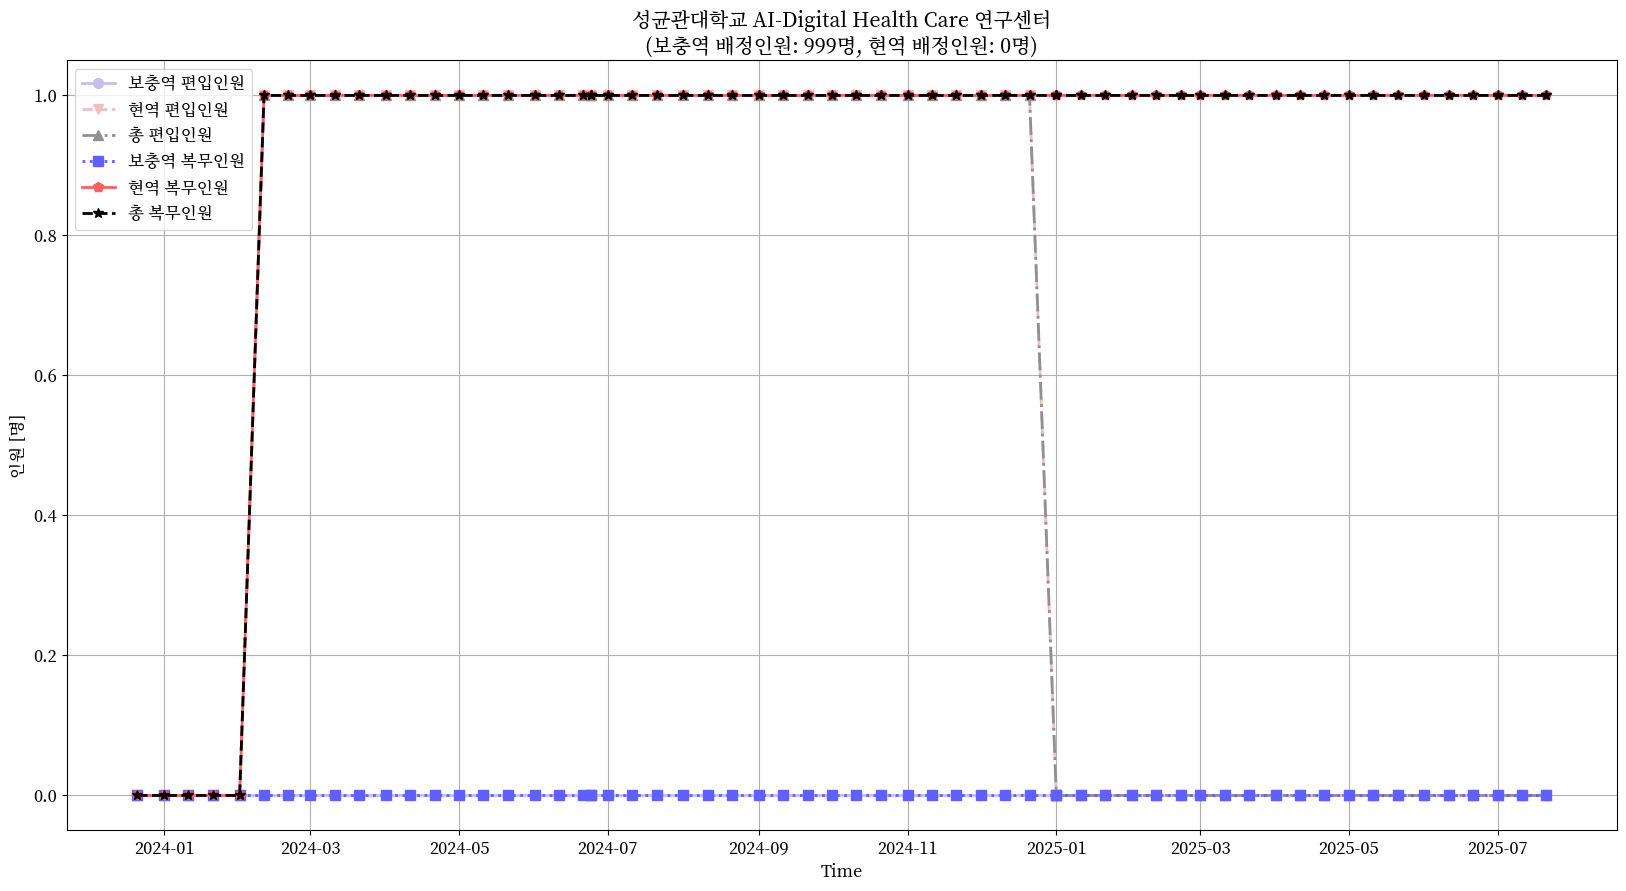 성균관대학교 AI-Digital Health Care 연구센터
(보충역 배정인원: 999명, 현역 배정인원: 0명)
보충역 편입인원
현역 편입인원
총 편입인원
보충역 복무인원
현역 복무인원
총 복무인원
1.0
0.8
0.6
0.4
0.2
0.0
인원 [명]
2024-01
2024-03
2024-05
2024-07
2024-09
2024-11
2025-01
2025-03
2025-05
2025-07
Time